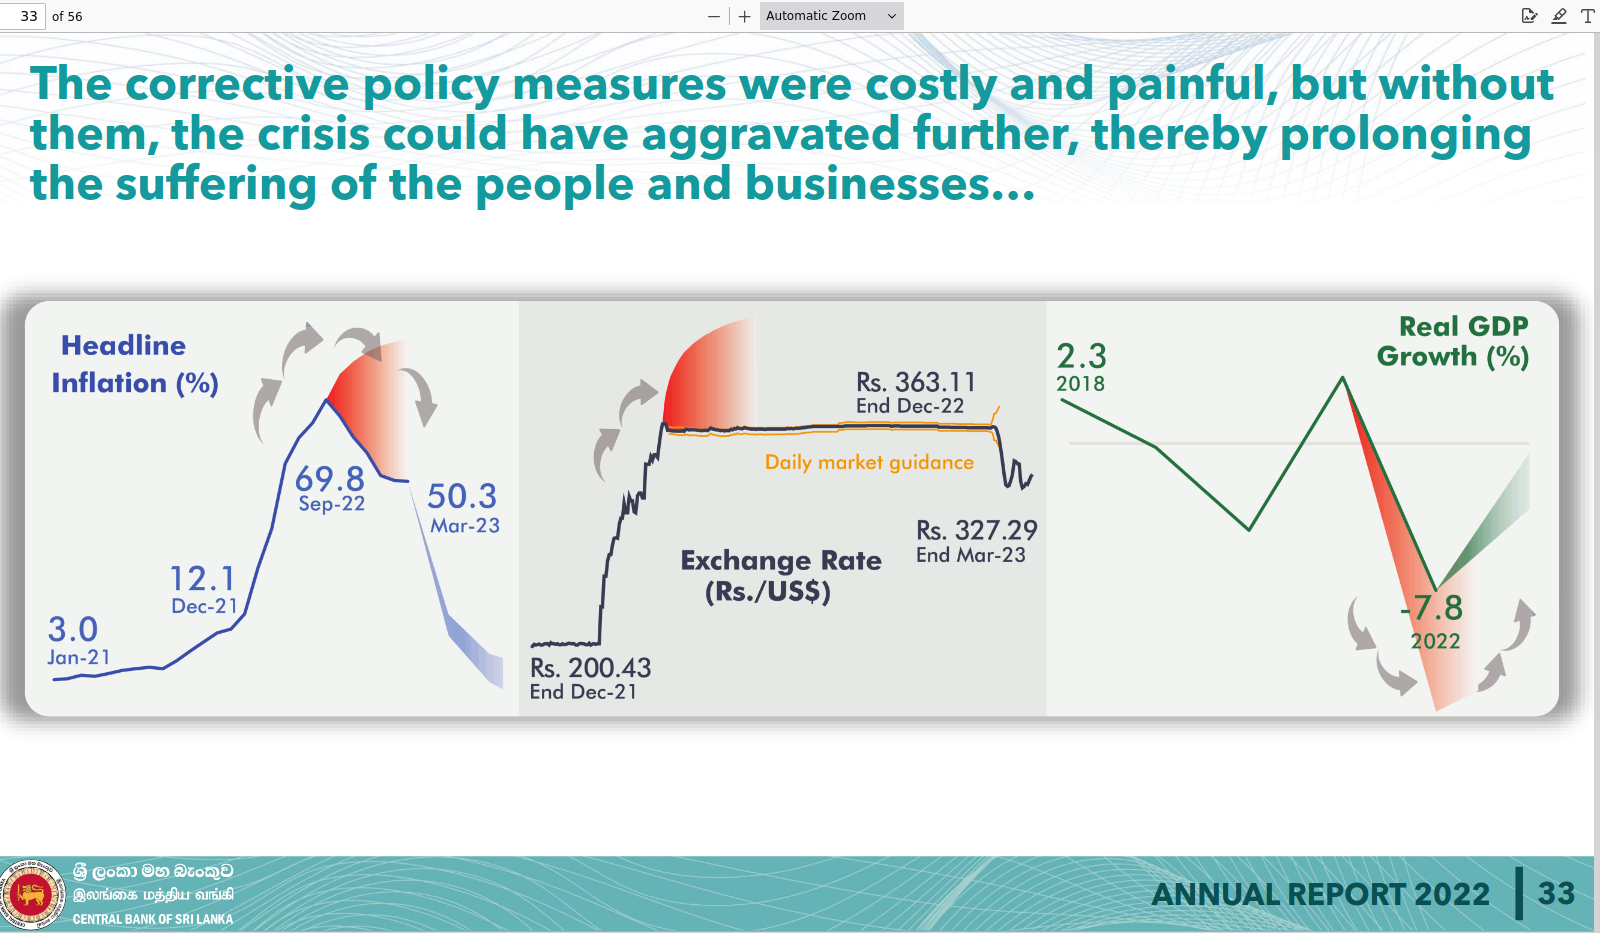 33 of 56
Automatic Zoom
The corrective policy measures were costly and painful, but without
them, the crisis could have aggravated further, thereby prolonging
the suffering of the people and businesses...
Headline
Inflation (%)
69.8
Sep-22
50.3
Mar-23
12.1
Dec-21
3.0
Jan-21
Rs. 363.11
End Dec-22
Daily market guidance
Rs. 327.29
End Mar-23
Exchange Rate
(Rs./US$)
Rs. 200.43
End Dec-21
Real GDP
Growth (%)
2.3
2018
-7.8
2022
ශ්‍රී ලංකා මහ බැංකුව
இலங்கை மத்திய வங்கி
CENTRAL BANK OF SRI LANKA
ANNUAL REPORT 2022
33